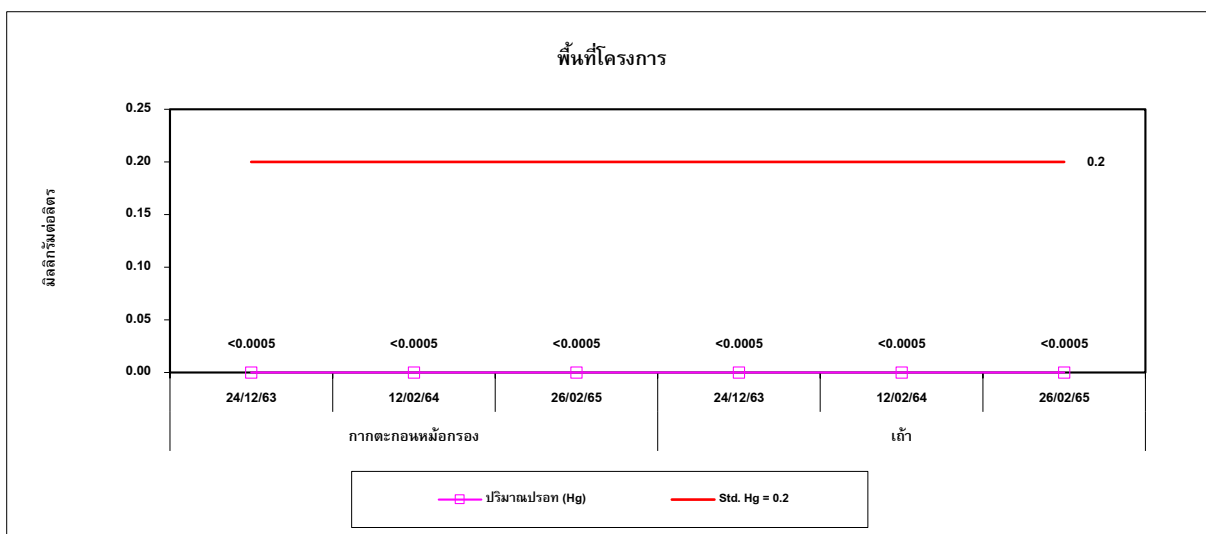 พื้นที่โครงการ
มิลลิกรัมต่อลิตร
0.25
0.20
0.15
0.10
0.05
0.00
0.2
<0.0005 <0.0005 <0.0005 <0.0005 <0.0005 <0.0005
24/12/63 12/02/64 26/02/65 24/12/63 12/02/64 26/02/65
กากตะกอนหม้อกรอง เถ้า
ปริมาณปรอท (Hg) Std. Hg = 0.2